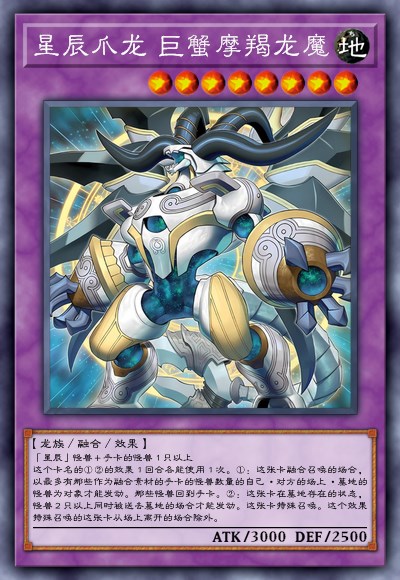 星辰爪龙 巨蟹摩羯龙魔
地
【龙族／融合／效果】
「星辰」怪兽＋手卡的怪兽1只以上
这个卡名的①②的效果1回合各能使用1次。①：这张卡融合召唤的场合，
以最多有那些作为融合素材的手卡的怪兽数量的自己·对方的场上·墓地的
怪兽为对象才能发动。那些怪兽回到手卡。②：这张卡在墓地存在的状态，
怪兽2只以上同时被送去墓地的场合才能发动。这张卡特殊召唤。这个效果
特殊召唤的这张卡从场上离开的场合除外。
ATK/3000 DEF/2500